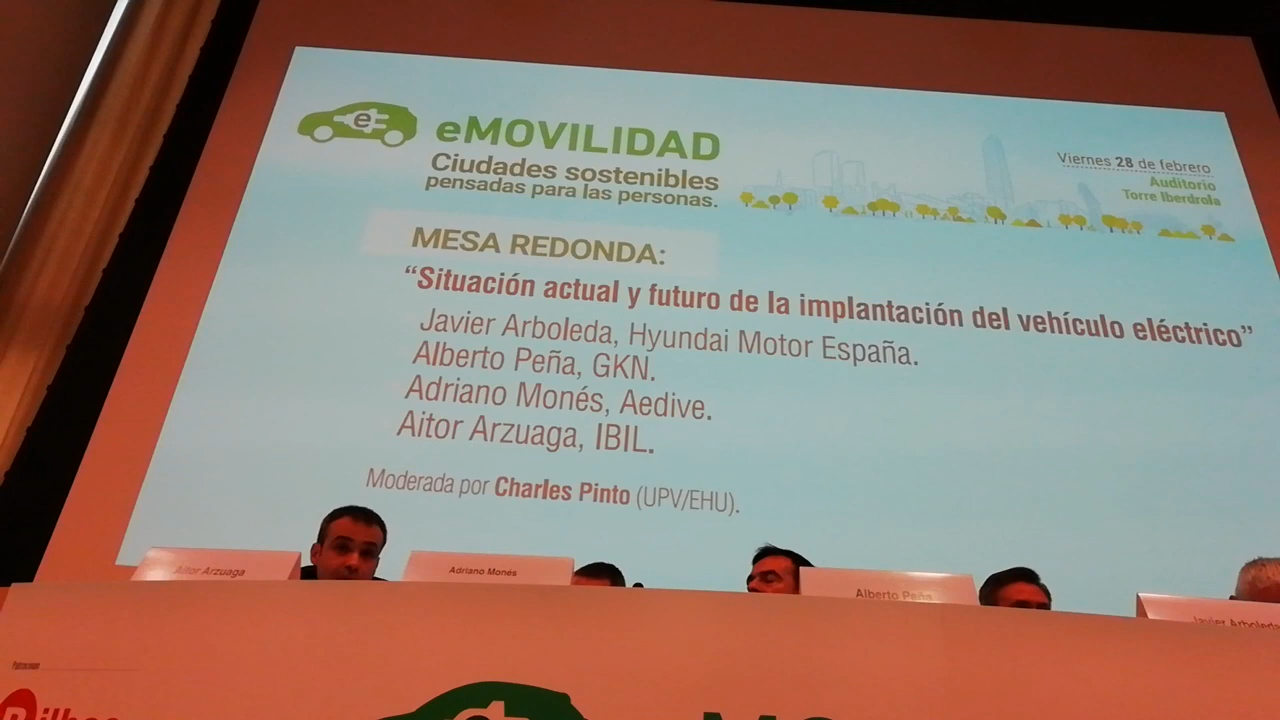 e
eMOVILIDAD
Ciudades sostenibles
pensadas para las personas.
Viernes 28 de febrero
Auditorio
Torre Iberdrola
MESA REDONDA:
“Situación actual y futuro de la implantación del vehículo eléctrico”
Javier Arboleda, Hyundai Motor España.
Alberto Peña, GKN.
Adriano Monés, Aedive.
Aitor Arzuaga, IBIL.
Moderada por Charles Pinto (UPV/EHU).
Aitor Arzuaga
Adriano Monés
Alberto Peña
Javier Arboleda